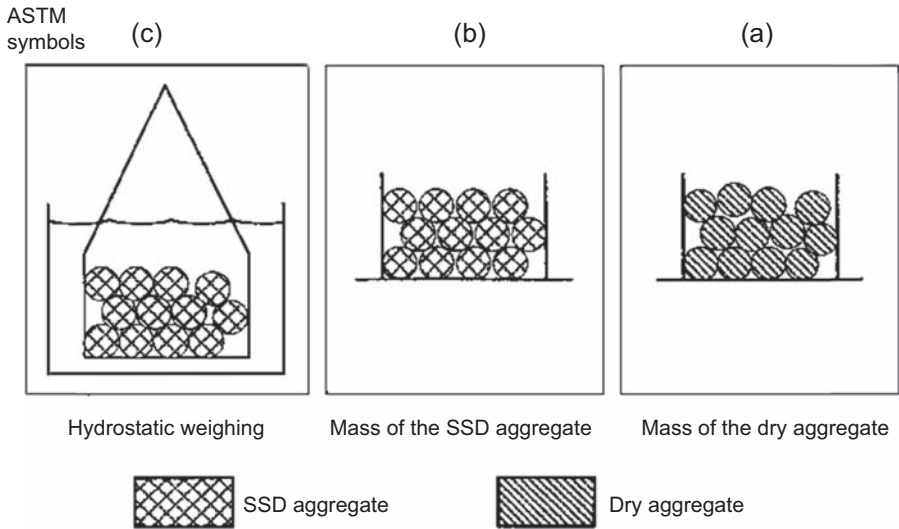 ASTM
symbols
(c)
(b)
(a)
Hydrostatic weighing
Mass of the SSD aggregate
Mass of the dry aggregate
SSD aggregate
Dry aggregate